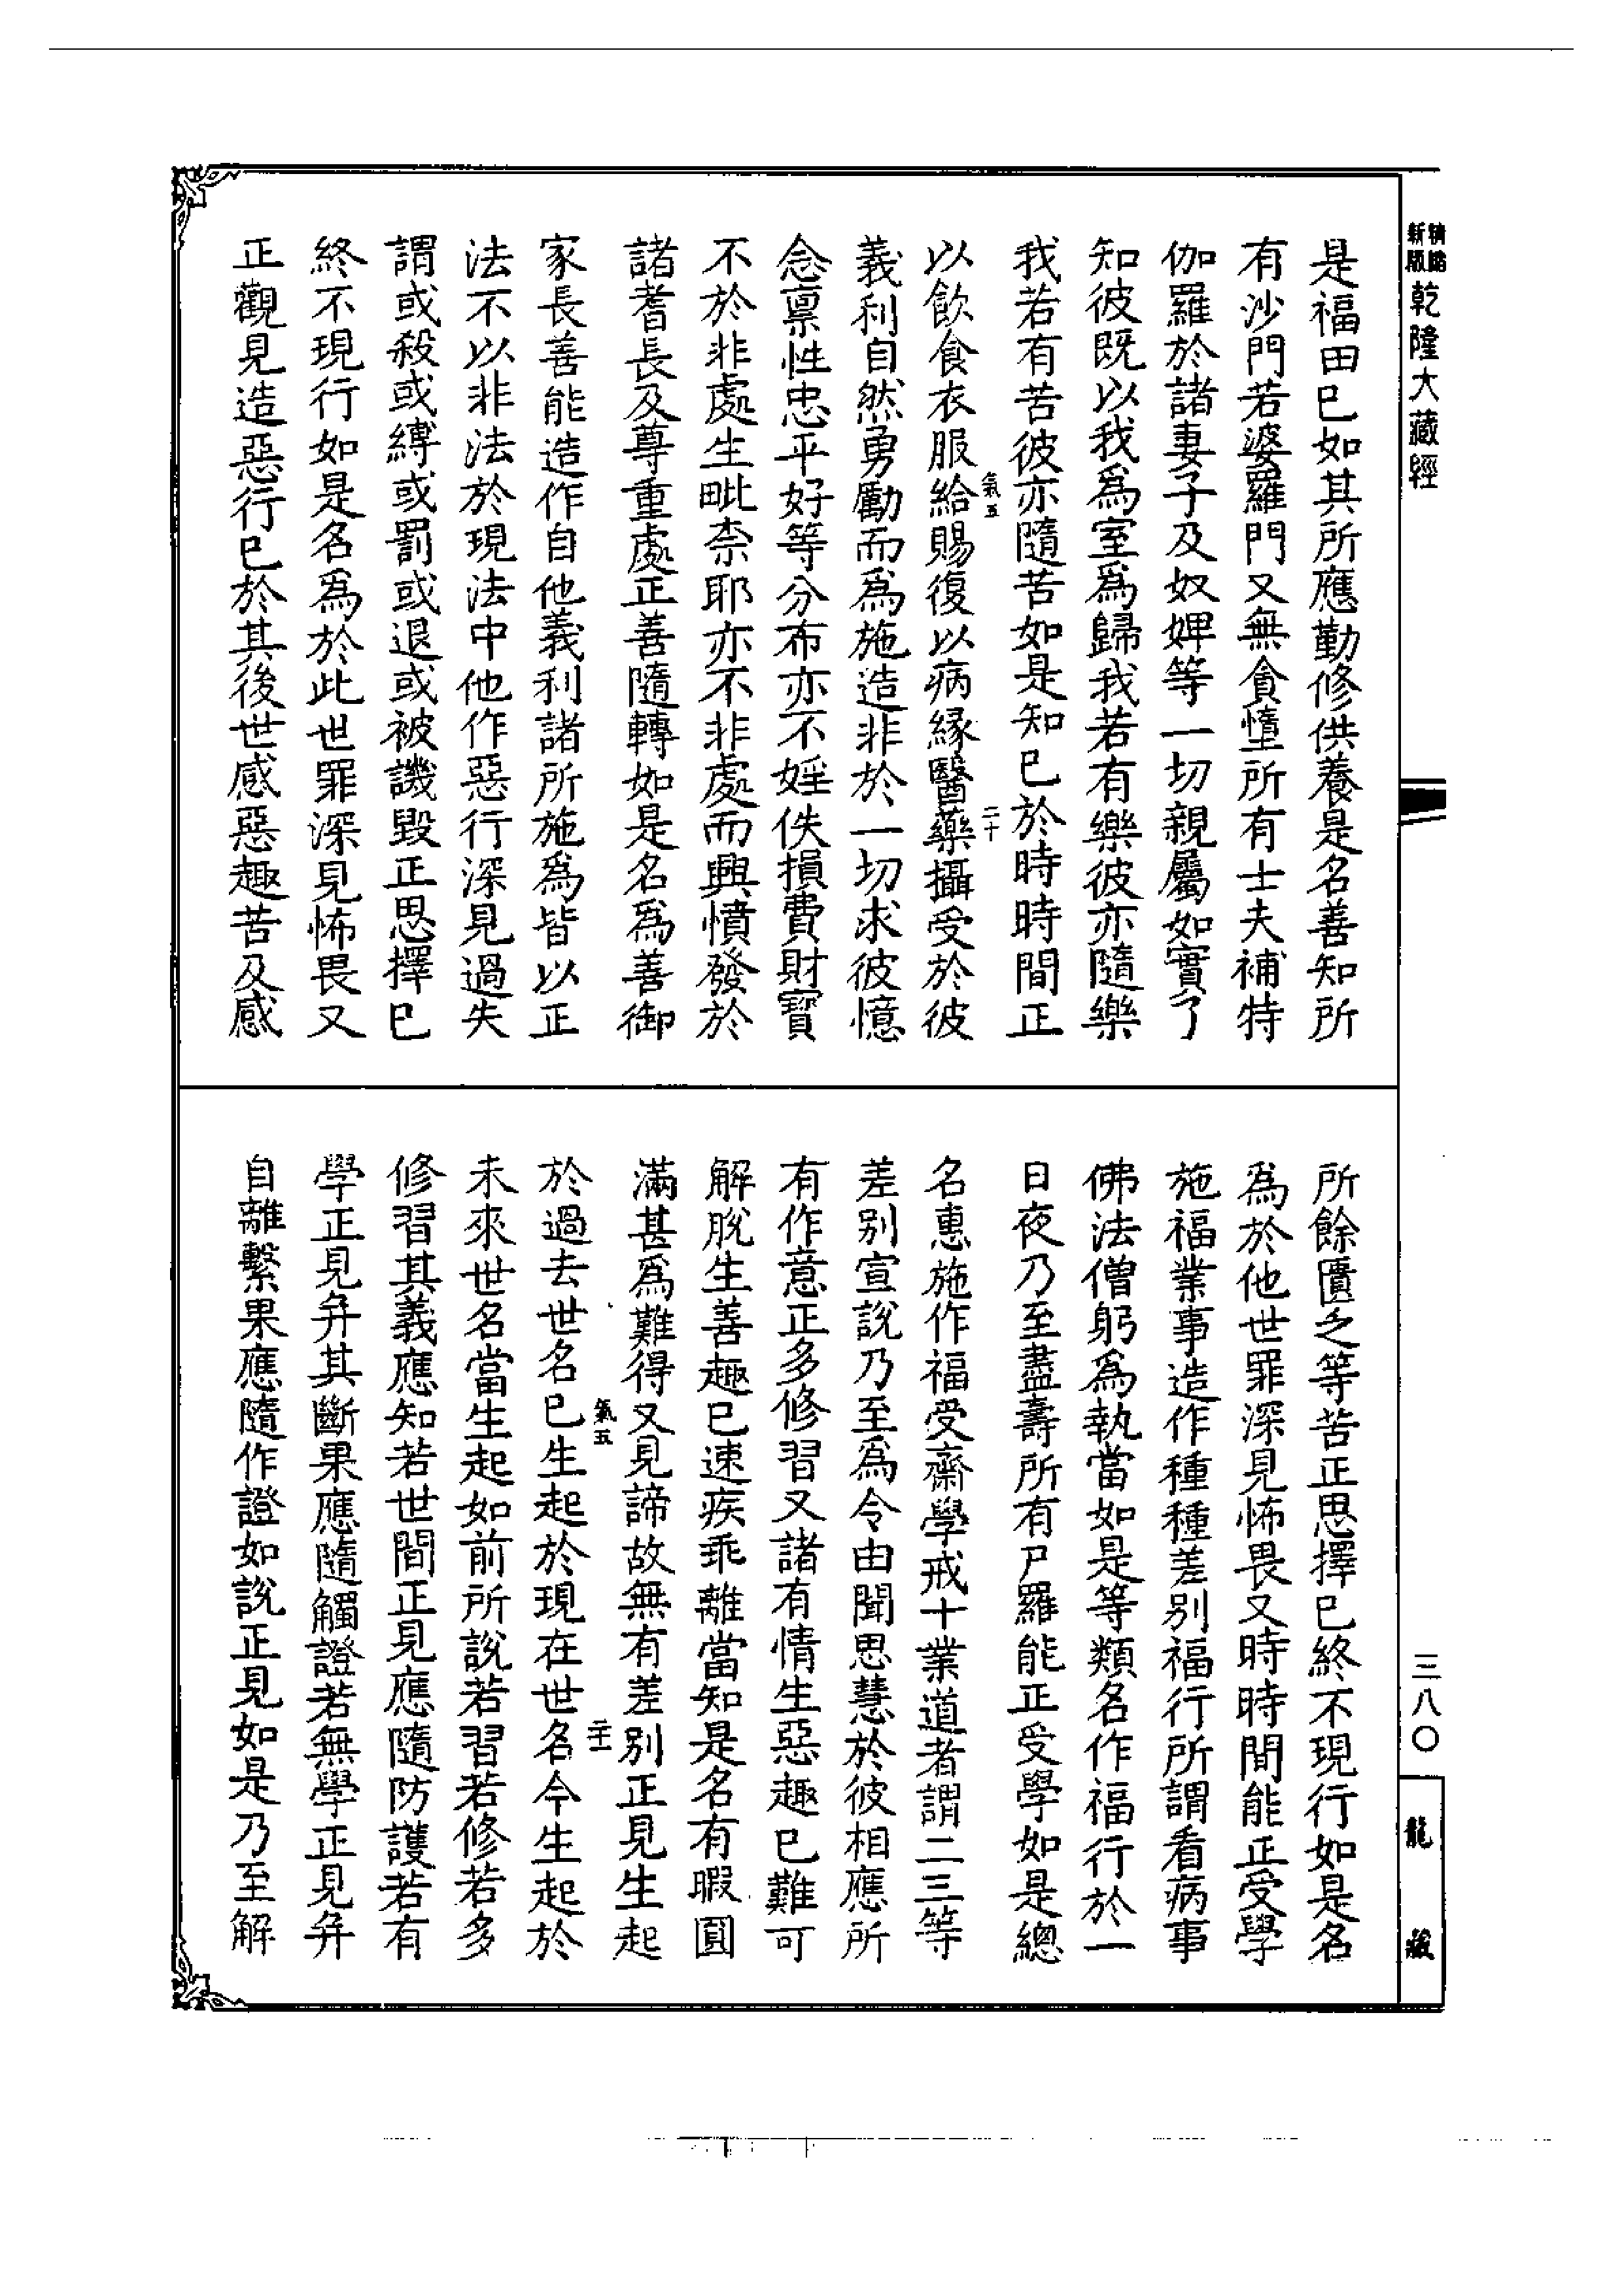 新版
精縮
乾隆大藏經
是福田已如其所應勤修供養是名善知所
有沙門若婆羅門又無貪墮所有士夫補特
伽羅於諸妻子及奴婢等一切親屬如實了
知彼既以我爲室爲歸我若有樂彼亦隨樂
我若有苦彼亦隨苦如是知已於時時間正
氣五
二十
以飲食衣服給賜復以病緣醫藥攝受於彼
義利自然勇勵而爲施造非於一切求彼憶
念稟性忠平好等分布亦不婬佚損費財寶
不於非處生毗柰耶亦不非處而興憤發於
諸耆長及尊重處正善隨轉如是名爲善御
家長善能造作自他義利諸所施爲皆以正
法不以非法於現法中他作惡行深見過失
謂或殺或縛或罰或退或被譏毀正思擇已
終不現行如是名爲於此世罪深見怖畏又
正觀見造惡行已於其後世感惡趣苦及感
所餘匱乏等苦正思擇已終不現行如是名
爲於他世罪深見怖畏又時時間能正受學
施福業事造作種種差別福行所謂看病事
佛法僧躬爲執當如是等類名作福行於一
日夜乃至盡壽所有尸羅能正受學如是總
名惠施作福受齋學戒十業道者謂二三等
差別宣說乃至爲令由聞思慧於彼相應所
有作意正多修習又諸有情生惡趣已難可
解脫生善趣已速疾乖離當知是名有暇圓
滿甚爲難得又見諦故無有差別正見生起
氣五
二十一
於過去世名已生起於現在世名今生起於
未來世名當生起如前所說若習若修若多
修習其義應知若世間正見應隨防護若有
學正見弁其斷果應隨觸證若無學正見弁
自離繫果應隨作證如說正見如是乃至解
三八〇
龍藏